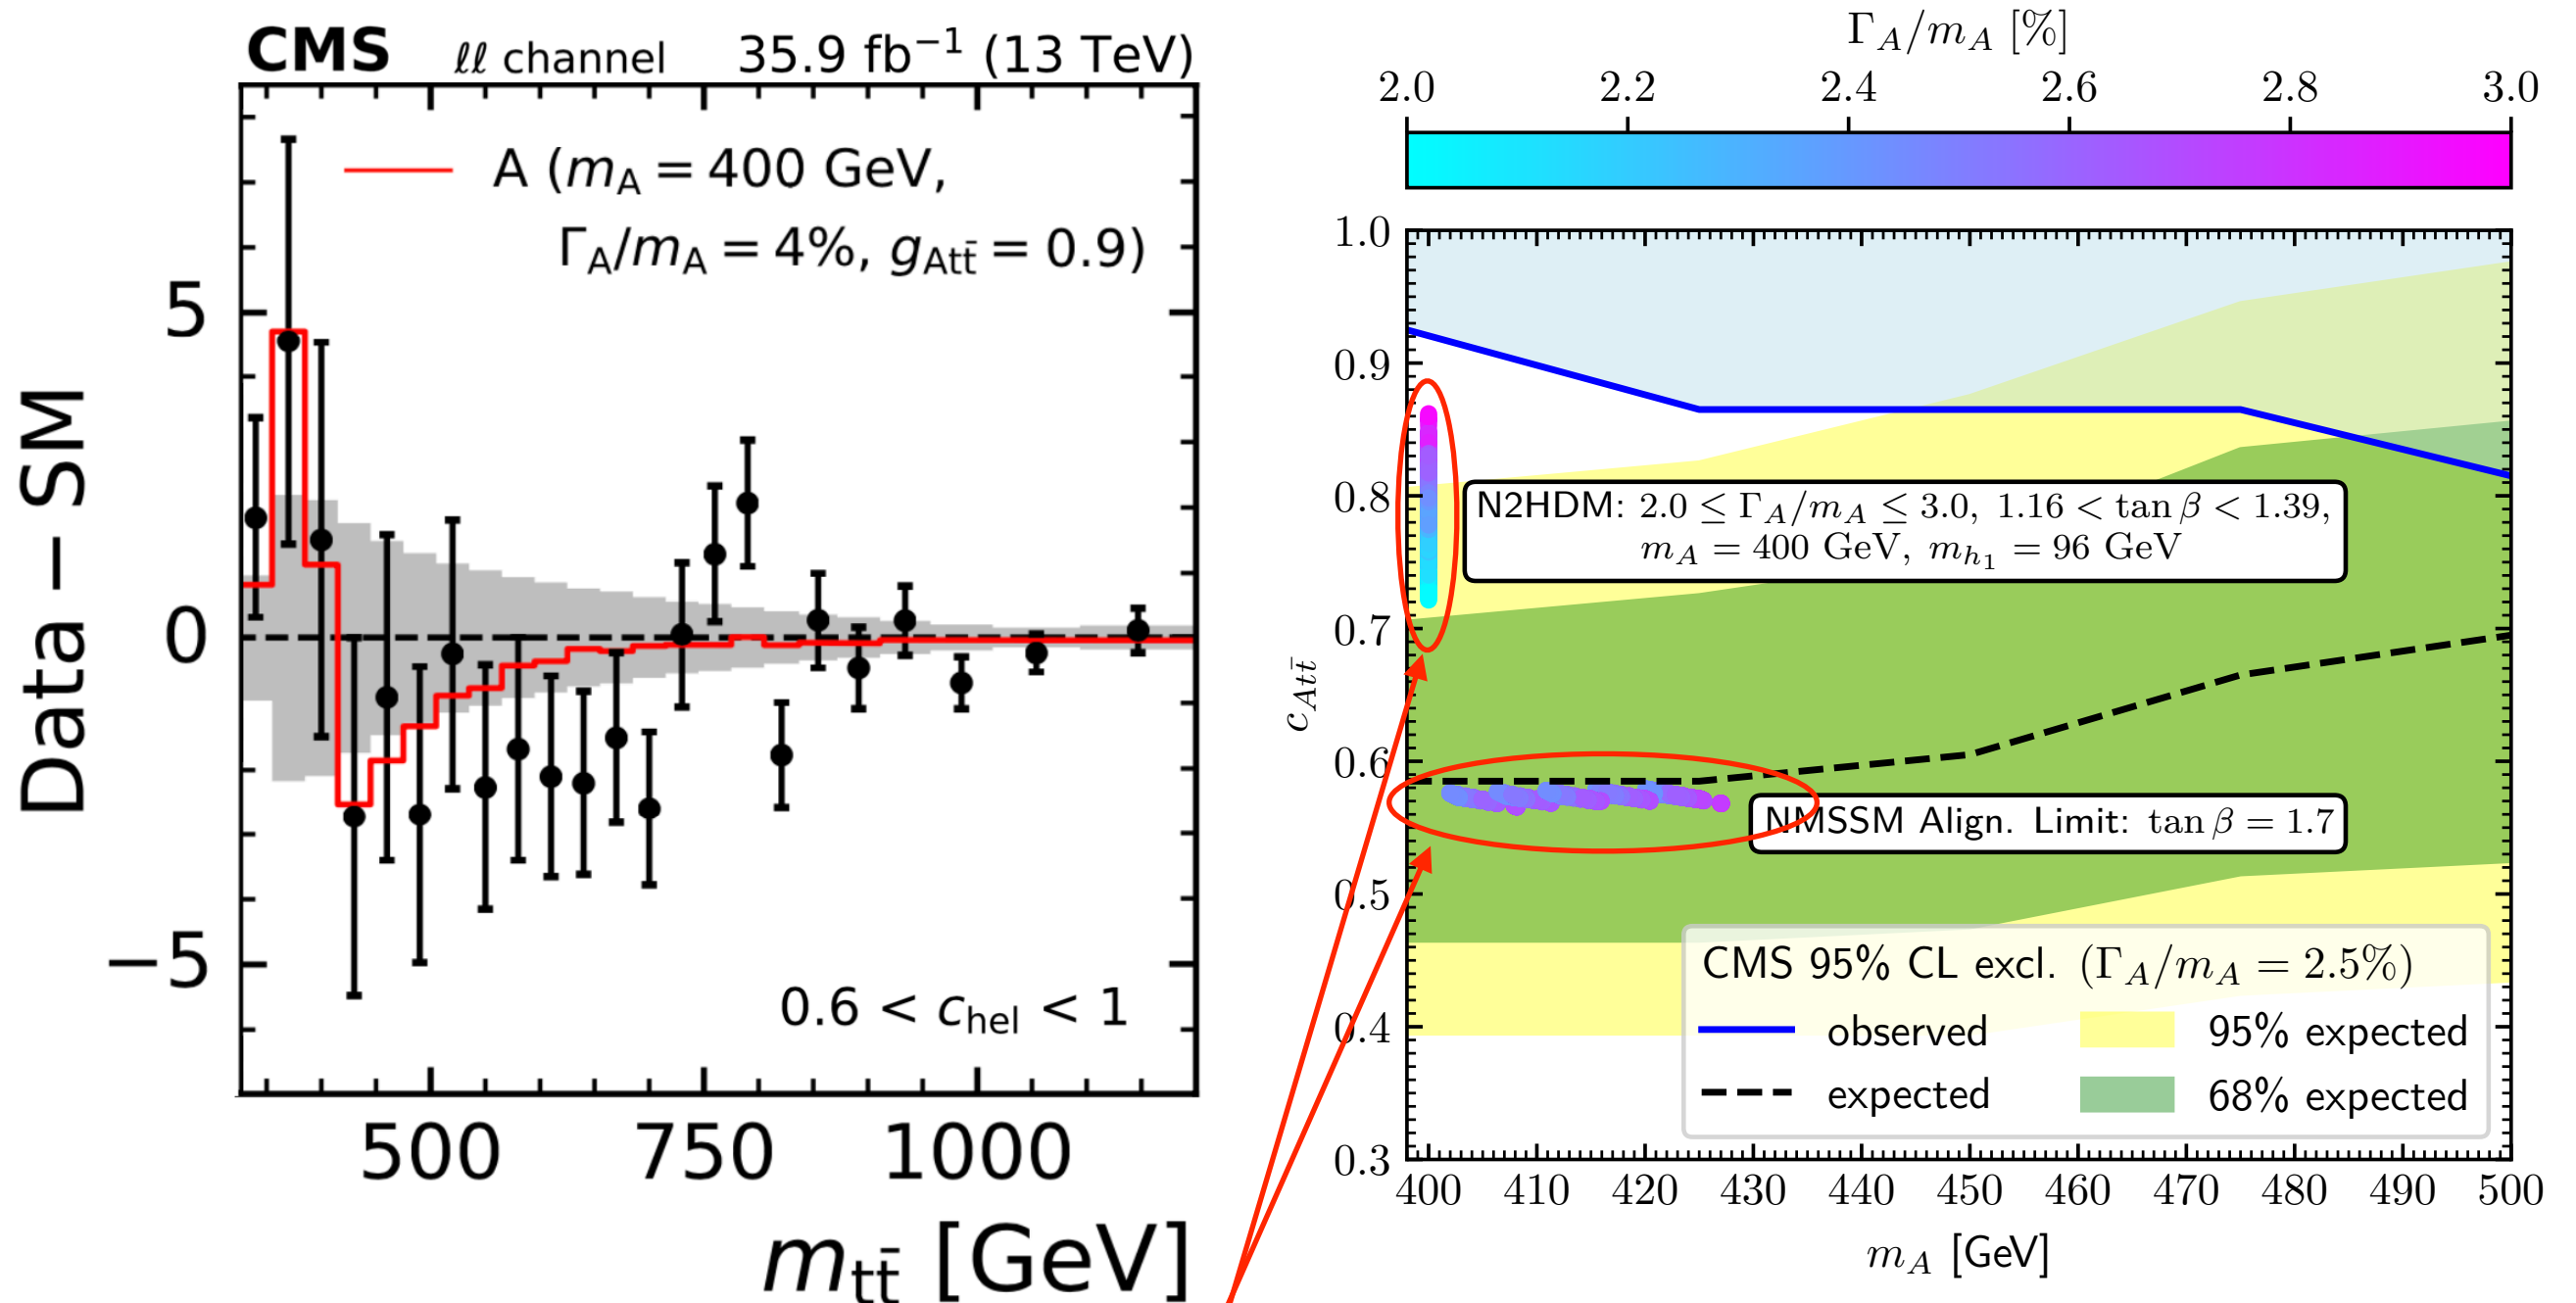 CMS ℓℓ channel 35.9 fb⁻¹ (13 TeV)
A (m_A = 400 GeV,
Γ_A/m_A = 4%, g_Att̄ = 0.9)
Data − SM
5
0
−5
0.6 < c_hel < 1
500 750 1000
m_tt̄ [GeV]
Γ_A/m_A [%]
2.0 2.2 2.4 2.6 2.8 3.0
1.0
0.9
0.8
0.7
0.6
0.5
0.4
0.3
c_Att̄
N2HDM: 2.0 ≤ Γ_A/m_A ≤ 3.0, 1.16 < tan β < 1.39,
m_A = 400 GeV, m_h₁ = 96 GeV
NMSSM Align. Limit: tan β = 1.7
CMS 95% CL excl. (Γ_A/m_A = 2.5%)
observed 95% expected
expected 68% expected
400 410 420 430 440 450 460 470 480 490 500
m_A [GeV]